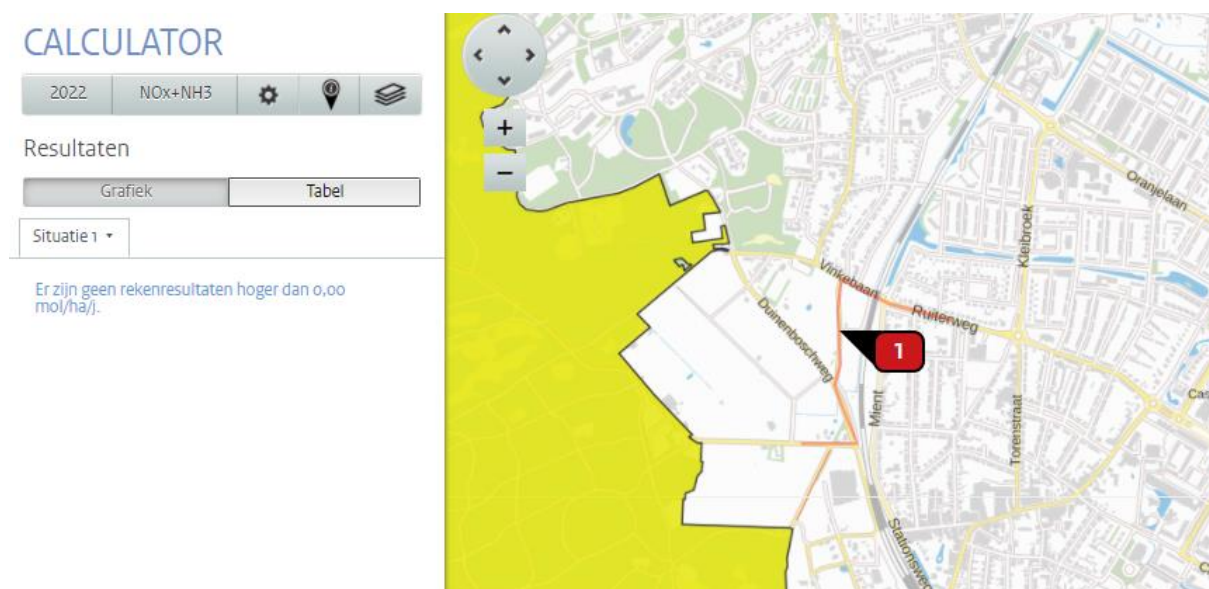 CALCULATOR
2022 NOx+NH3
Resultaten
Grafiek Tabel
Situatie 1
Er zijn geen rekenresultaten hoger dan 0,00
mol/ha/j.
+
−
Oranjelaan
Kleibroek
Vinkebaan
Ruiterweg
Duinenboschweg
1
Mient
Torenstraat
Cas
Stationsweg